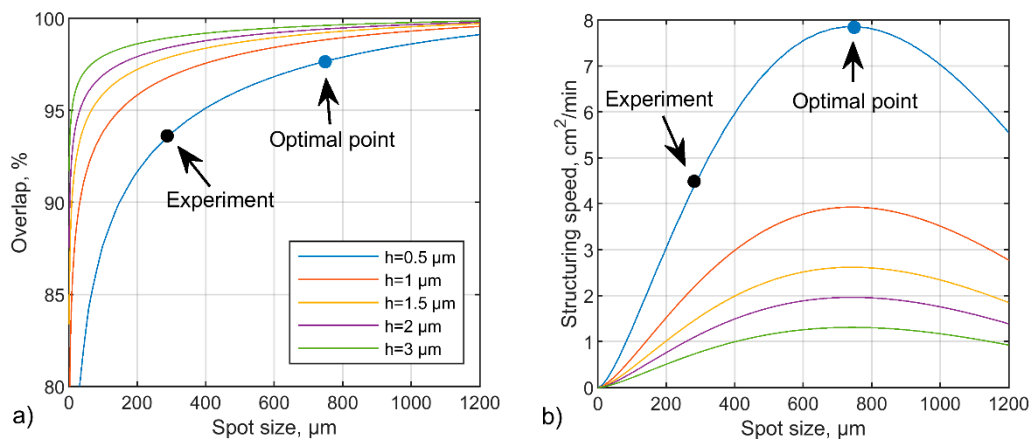 a)
Overlap, %
100
95
90
85
80
0
200
400
600
800
1000
1200
Spot size, µm
Optimal point
Experiment
h=0.5 µm
h=1 µm
h=1.5 µm
h=2 µm
h=3 µm
b)
Structuring speed, cm²/min
8
7
6
5
4
3
2
1
0
0
200
400
600
800
1000
1200
Spot size, µm
Experiment
Optimal point